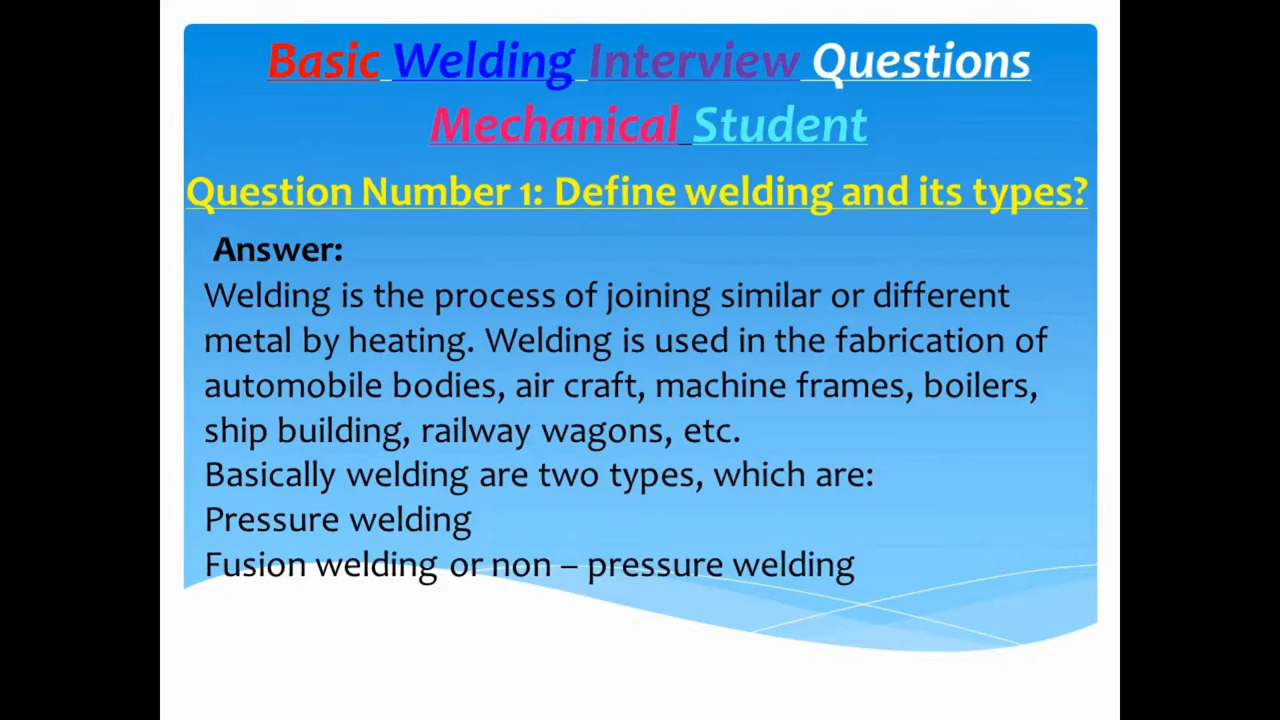 Basic Welding Interview Questions
Mechanical Student
Question Number 1: Define welding and its types?
Answer:
Welding is the process of joining similar or different
metal by heating. Welding is used in the fabrication of
automobile bodies, air craft, machine frames, boilers,
ship building, railway wagons, etc.
Basically welding are two types, which are:
Pressure welding
Fusion welding or non – pressure welding